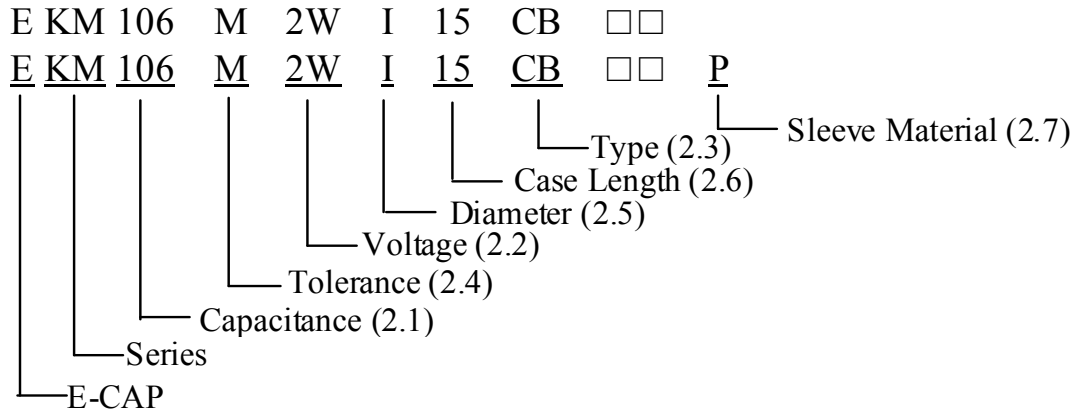 E KM 106 M 2W I 15 CB □□
E KM 106 M 2W I 15 CB □□ P
Sleeve Material (2.7)
Type (2.3)
Case Length (2.6)
Diameter (2.5)
Voltage (2.2)
Tolerance (2.4)
Capacitance (2.1)
Series
E-CAP